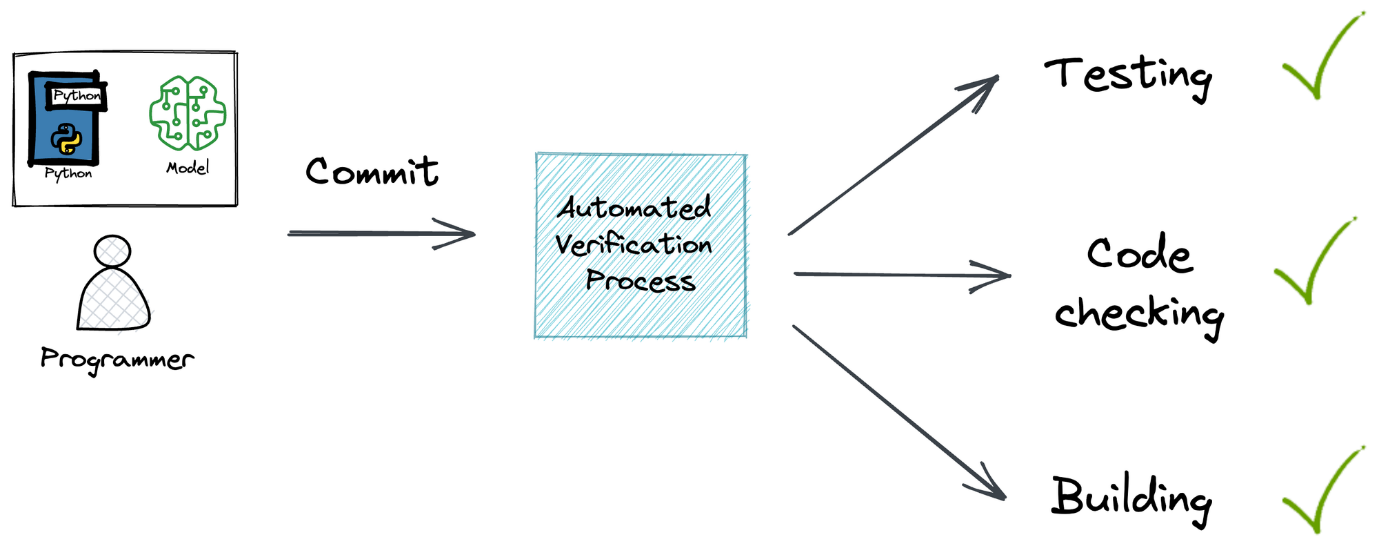 Python
Python
Model
Programmer
Commit
Automated
Verification
Process
Testing
Code
checking
Building